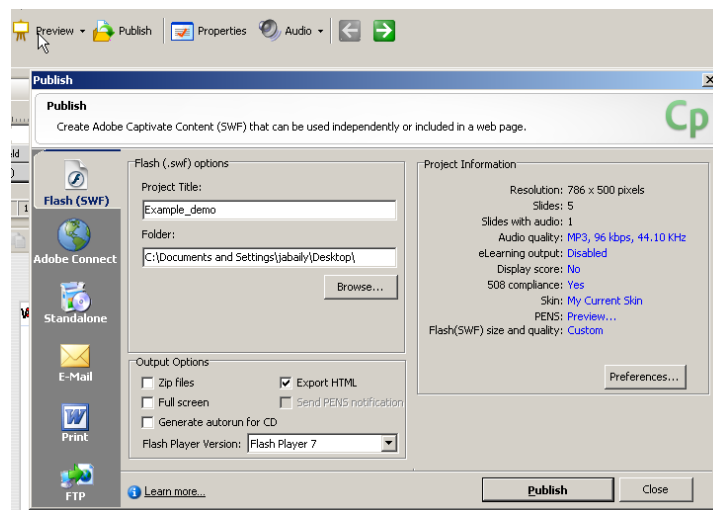 Preview Publish Properties Audio
Publish
Publish
Create Adobe Captivate Content (SWF) that can be used independently or included in a web page.
Cp
Flash (SWF)
Adobe Connect
Standalone
E-Mail
Print
FTP
Flash (.swf) options
Project Title:
Example_demo
Folder:
C:\Documents and Settings\jabaily\Desktop\
Browse...
Output Options
Zip files Export HTML
Full screen Send PENS notification
Generate autorun for CD
Flash Player Version: Flash Player 7
Learn more...
Project Information
Resolution: 786 x 500 pixels
Slides: 5
Slides with audio: 1
Audio quality: MP3, 96 kbps, 44.10 KHz
eLearning output: Disabled
Display score: No
508 compliance: Yes
Skin: My Current Skin
PENS: Preview...
Flash(SWF) size and quality: Custom
Preferences...
Publish Close